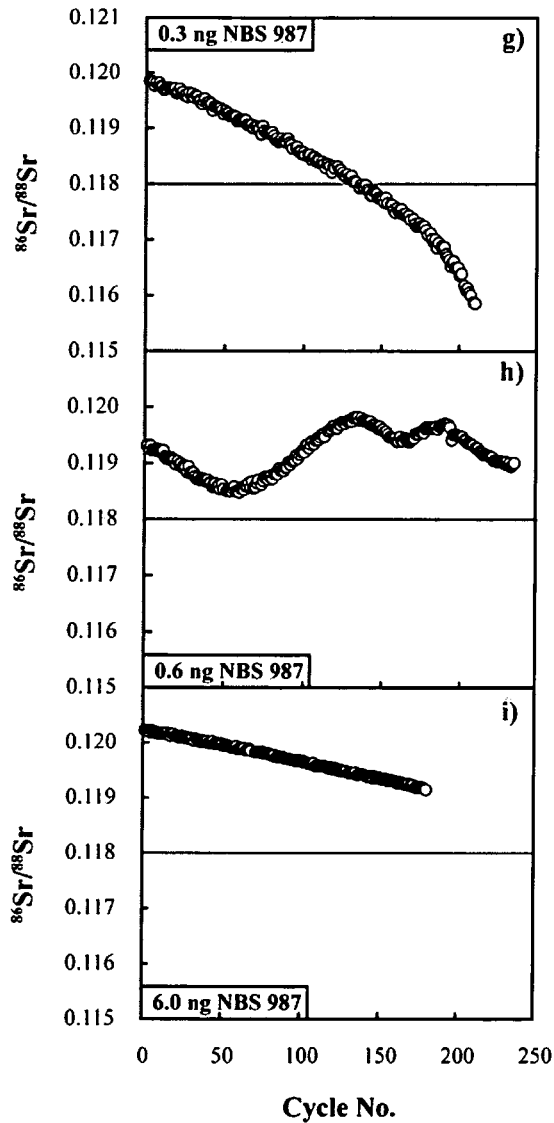 0.121
0.3 ng NBS 987
g)
0.120
0.119
0.118
0.117
0.116
0.115
⁸⁶Sr/⁸⁸Sr
h)
0.120
0.119
0.118
0.117
0.116
0.115
⁸⁶Sr/⁸⁸Sr
0.6 ng NBS 987
i)
0.120
0.119
0.118
0.117
0.116
0.115
⁸⁶Sr/⁸⁸Sr
6.0 ng NBS 987
0 50 100 150 200 250
Cycle No.